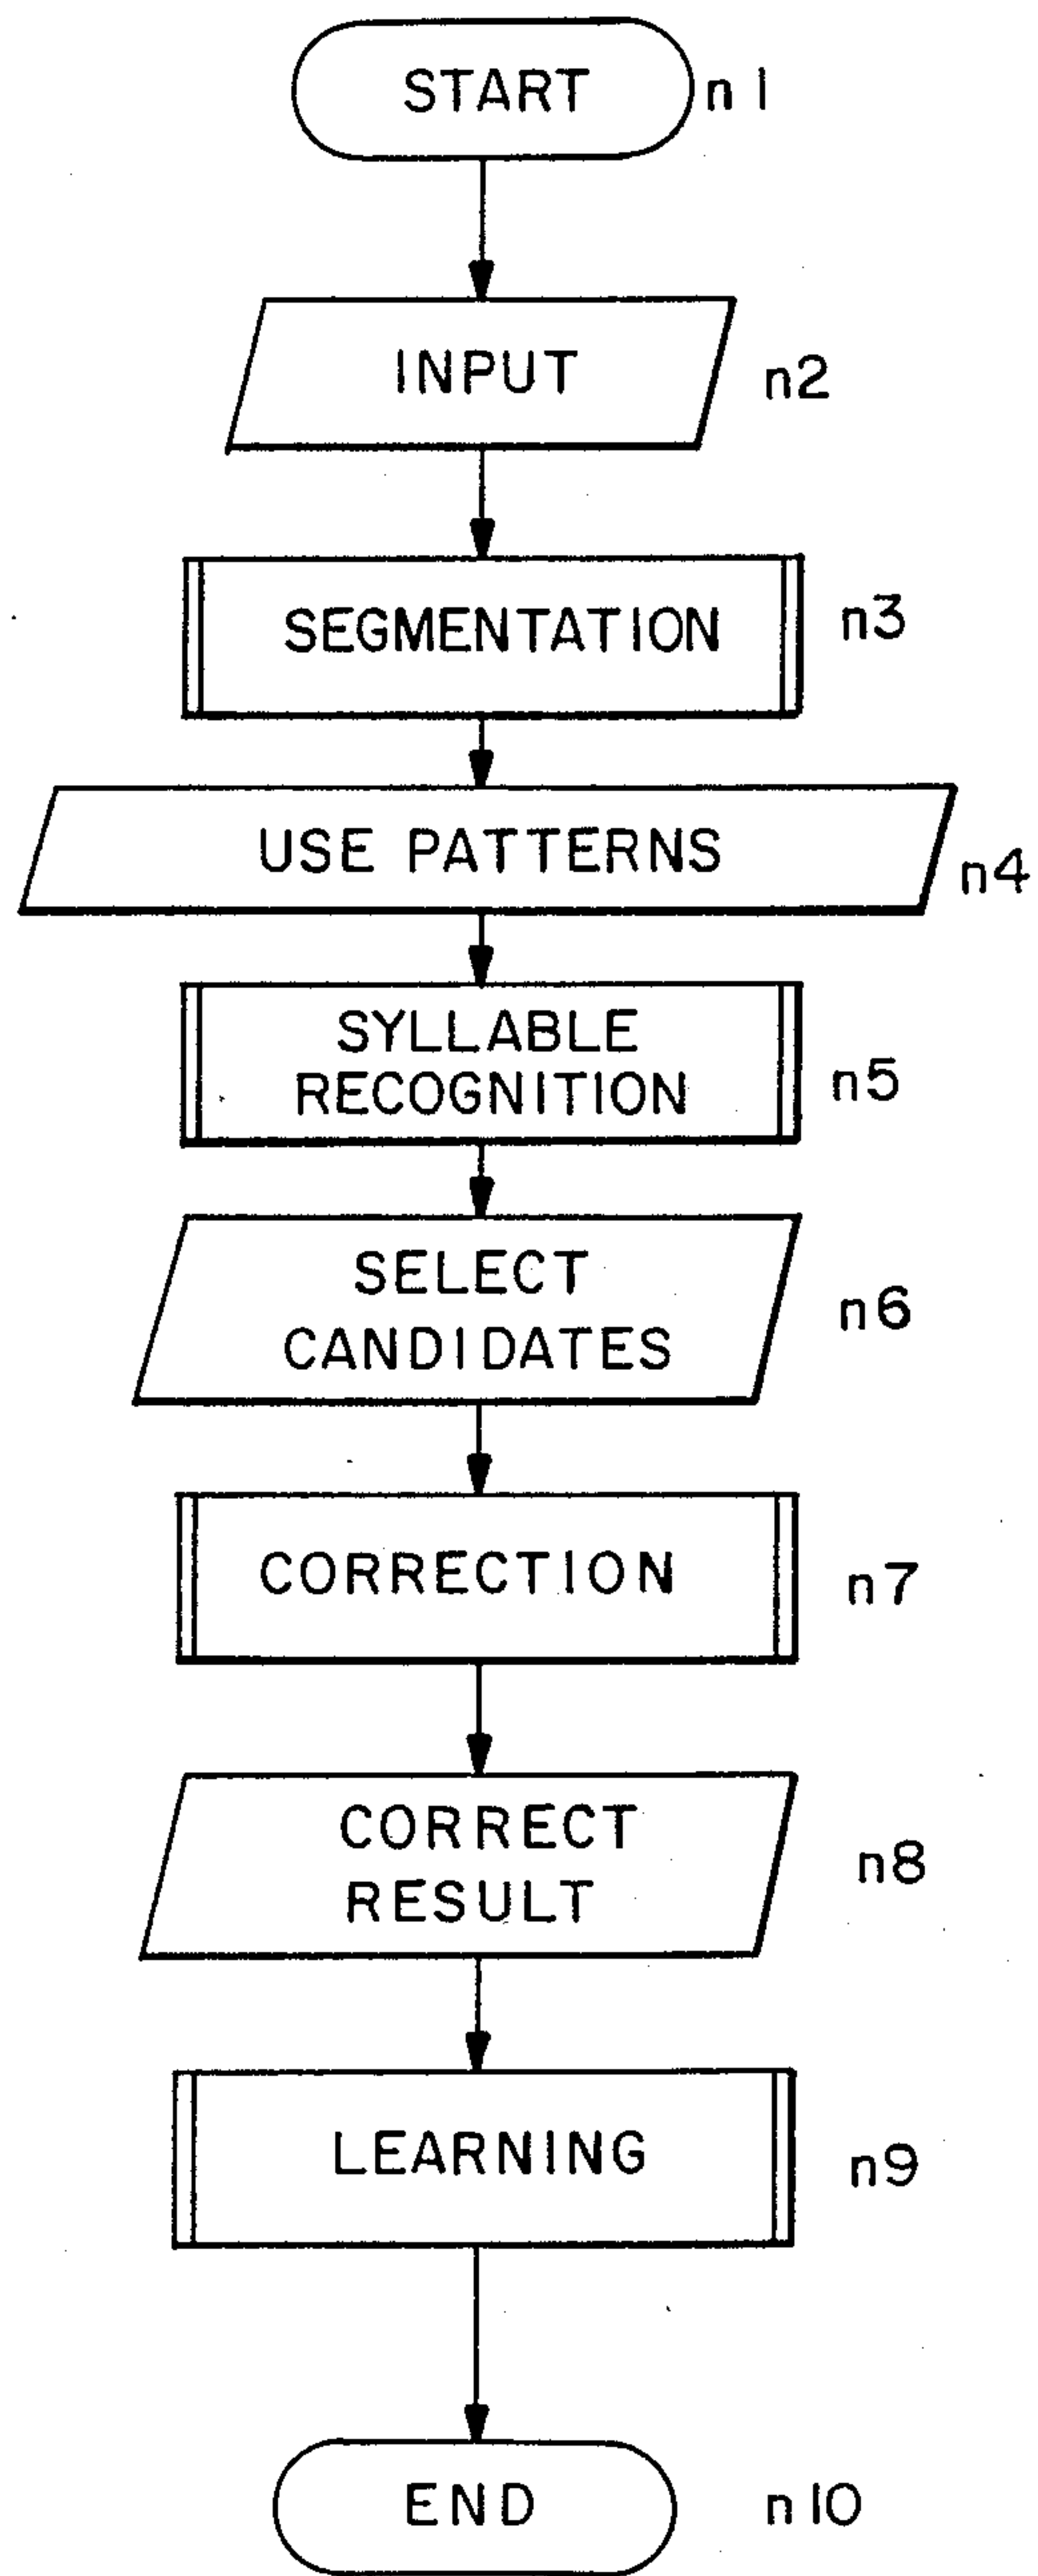 START n1
INPUT n2
SEGMENTATION n3
USE PATTERNS n4
SYLLABLE
RECOGNITION n5
SELECT
CANDIDATES n6
CORRECTION n7
CORRECT
RESULT n8
LEARNING n9
END n10